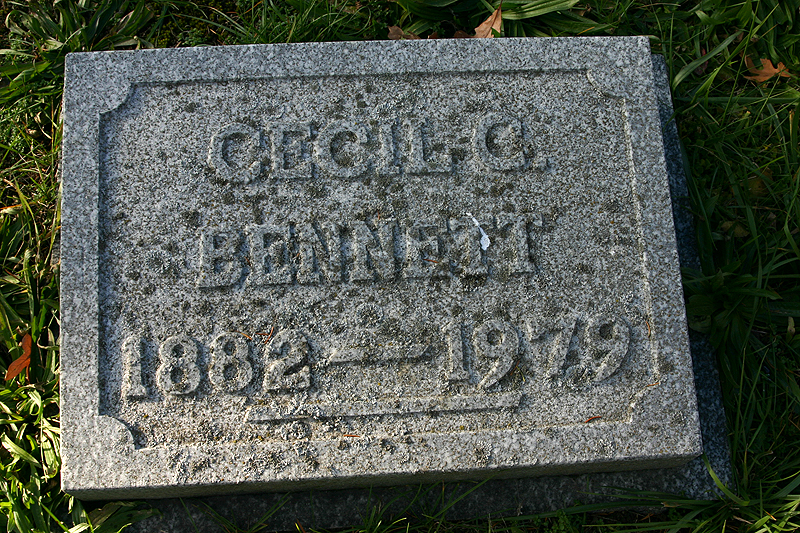 CECIL C.
BENNETT
1882 — 1979